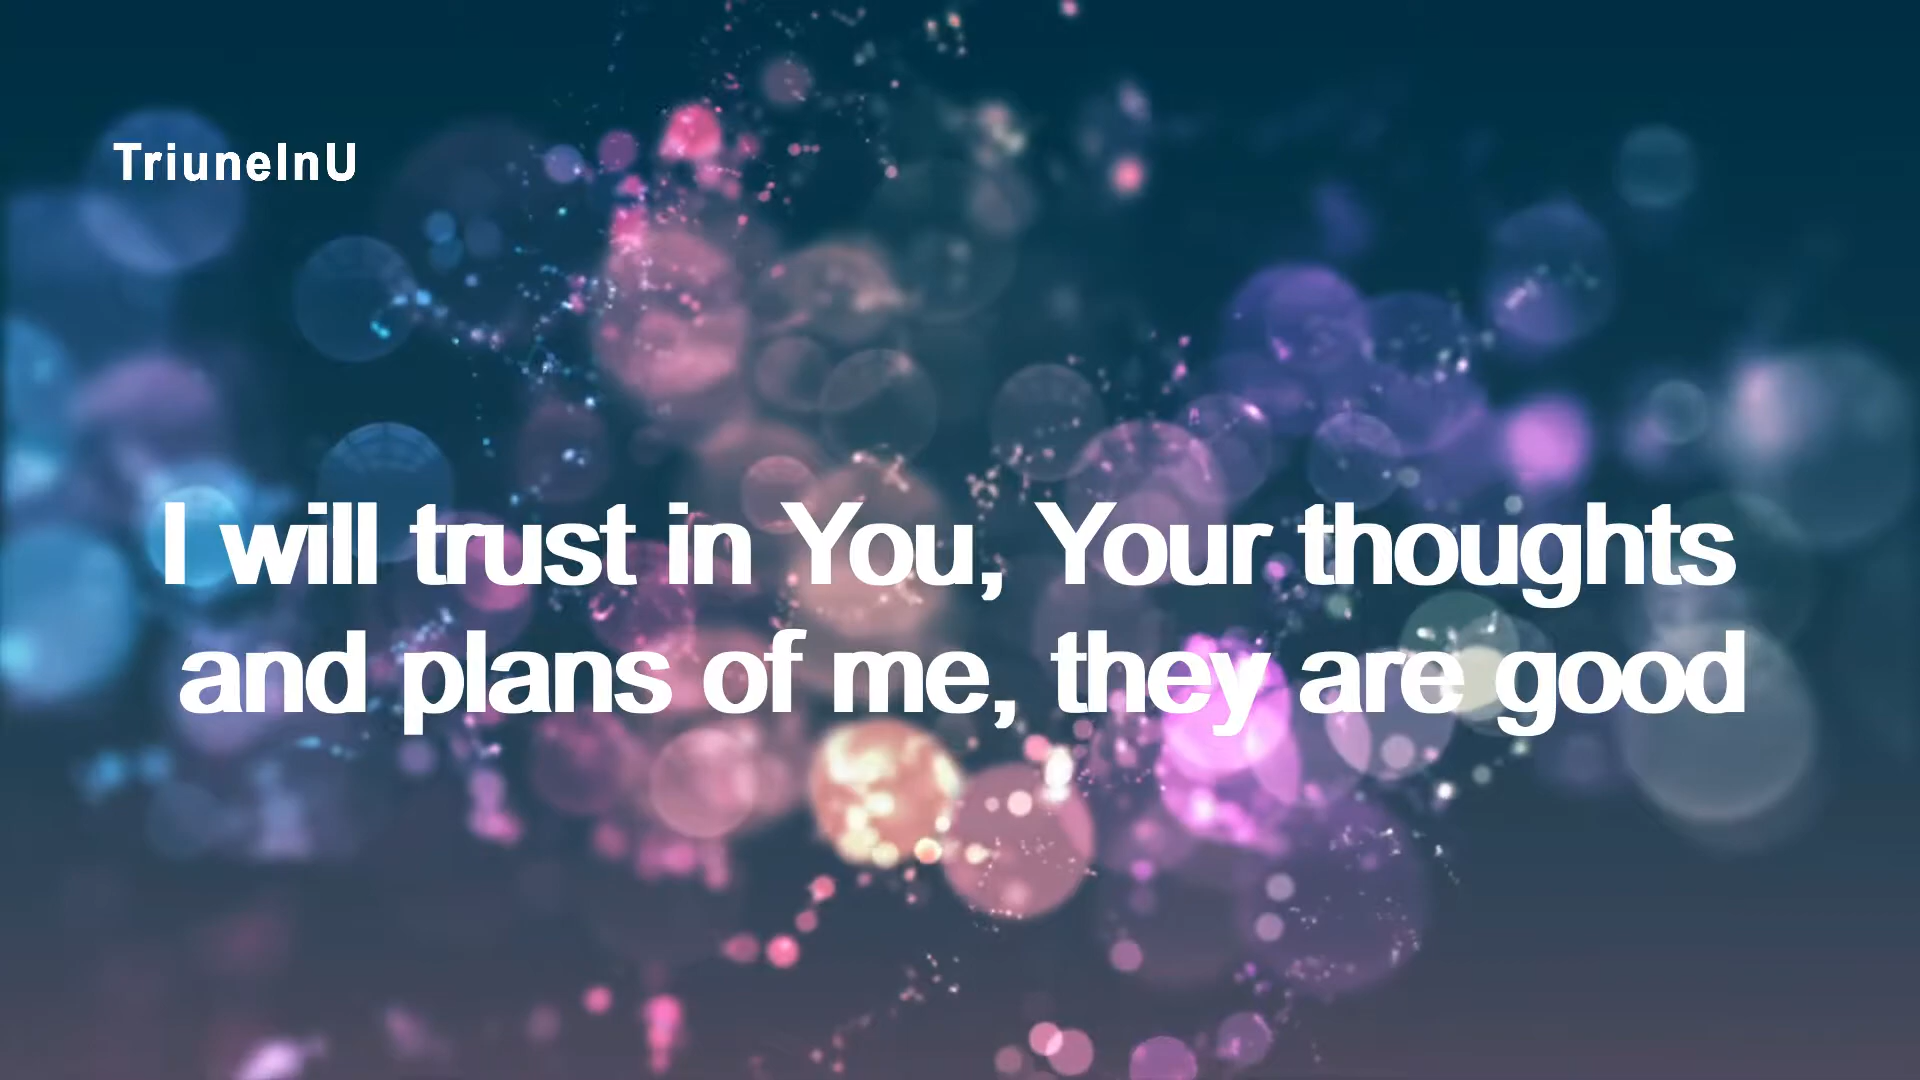 TriuneInU
I will trust in You, Your thoughts
and plans of me, they are good